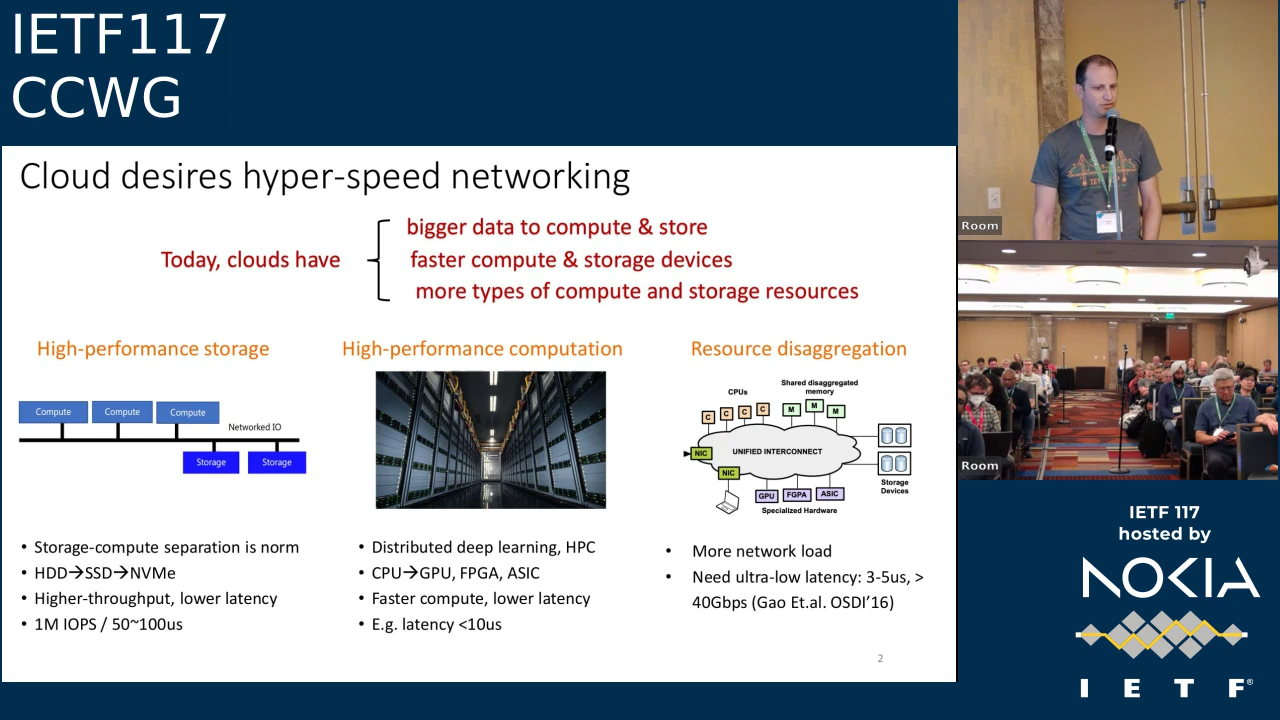 IETF117
CCWG
Cloud desires hyper-speed networking
Today, clouds have
bigger data to compute & store
faster compute & storage devices
more types of compute and storage resources
High-performance storage
Compute
Compute
Compute
Networked IO
Storage
Storage
• Storage-compute separation is norm
• HDD→SSD→NVMe
• Higher-throughput, lower latency
• 1M IOPS / 50~100us
High-performance computation
• Distributed deep learning, HPC
• CPU→GPU, FPGA, ASIC
• Faster compute, lower latency
• E.g. latency <10us
Resource disaggregation
CPUs
Shared disaggregated
memory
C
C
C
C
M
M
M
NIC
UNIFIED INTERCONNECT
NIC
GPU
FGPA
ASIC
Storage
Devices
Specialized Hardware
• More network load
• Need ultra-low latency: 3-5us, >
40Gbps (Gao Et.al. OSDI'16)
2
Room
Room
IETF 117
hosted by
NOKIA
I E T F®